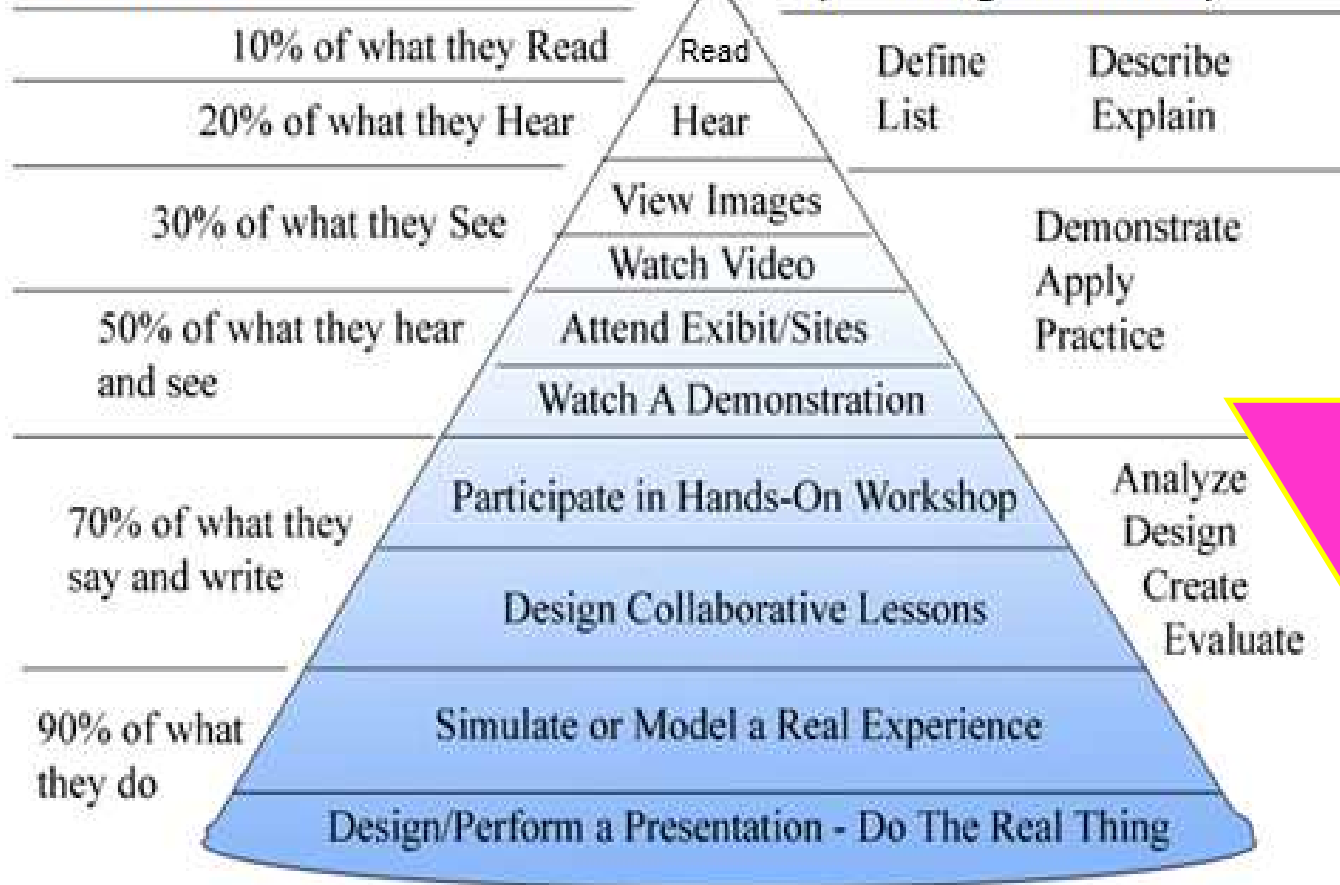 10% of what they Read
20% of what they Hear
30% of what they See
50% of what they hear
and see
70% of what they
say and write
90% of what
they do
Read
Hear
View Images
Watch Video
Attend Exibit/Sites
Watch A Demonstration
Participate in Hands-On Workshop
Design Collaborative Lessons
Simulate or Model a Real Experience
Design/Perform a Presentation - Do The Real Thing
Define Describe
List Explain
Demonstrate
Apply
Practice
Analyze
Design
Create
Evaluate